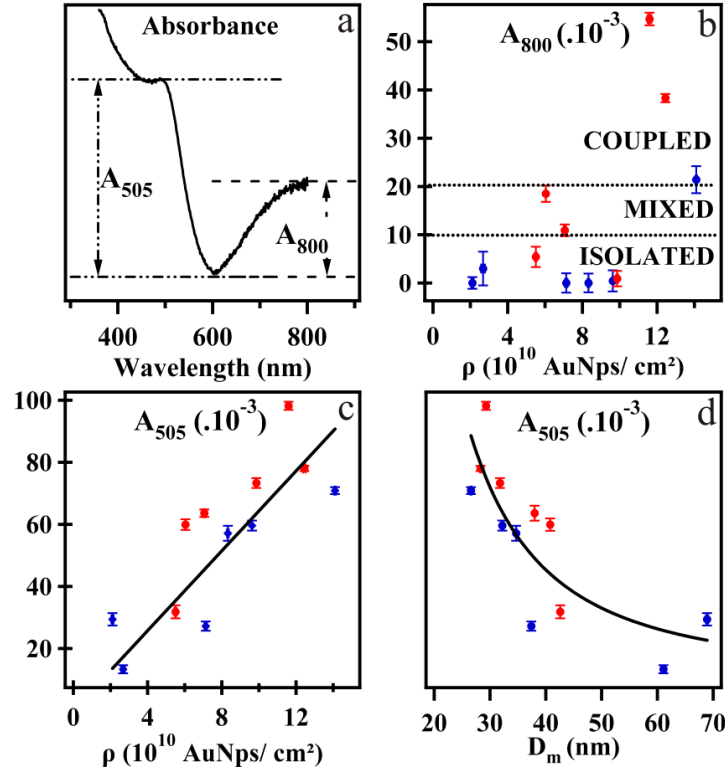 a
Absorbance
A505
A800
400 600 800
Wavelength (nm)
b
A800 (.10-3)
50
40
30
20
10
0
COUPLED
MIXED
ISOLATED
0 4 8 12 16
ρ (10^10 AuNps/ cm²)
c
A505 (.10-3)
100
80
60
40
20
0 4 8 12
ρ (10^10 AuNps/ cm²)
d
A505 (.10-3)
20 30 40 50 60 70
Dm (nm)